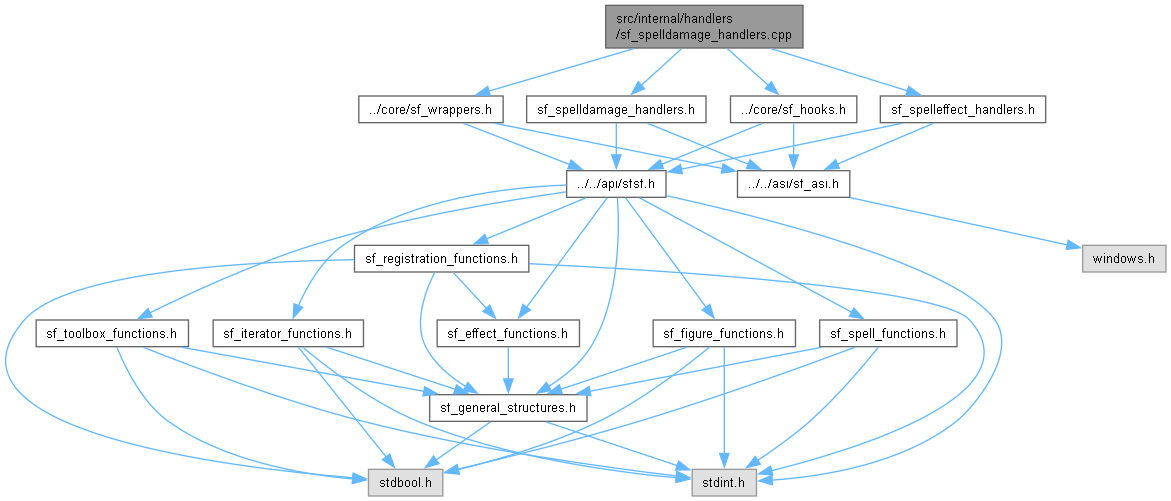 src/internal/handlers
/sf_spelldamage_handlers.cpp
../core/sf_wrappers.h
sf_spelldamage_handlers.h
../core/sf_hooks.h
sf_spelleffect_handlers.h
../../api/sfsf.h
../../asi/sf_asi.h
sf_registration_functions.h
windows.h
sf_toolbox_functions.h
sf_iterator_functions.h
sf_effect_functions.h
sf_figure_functions.h
sf_spell_functions.h
sf_general_structures.h
stdbool.h
stdint.h